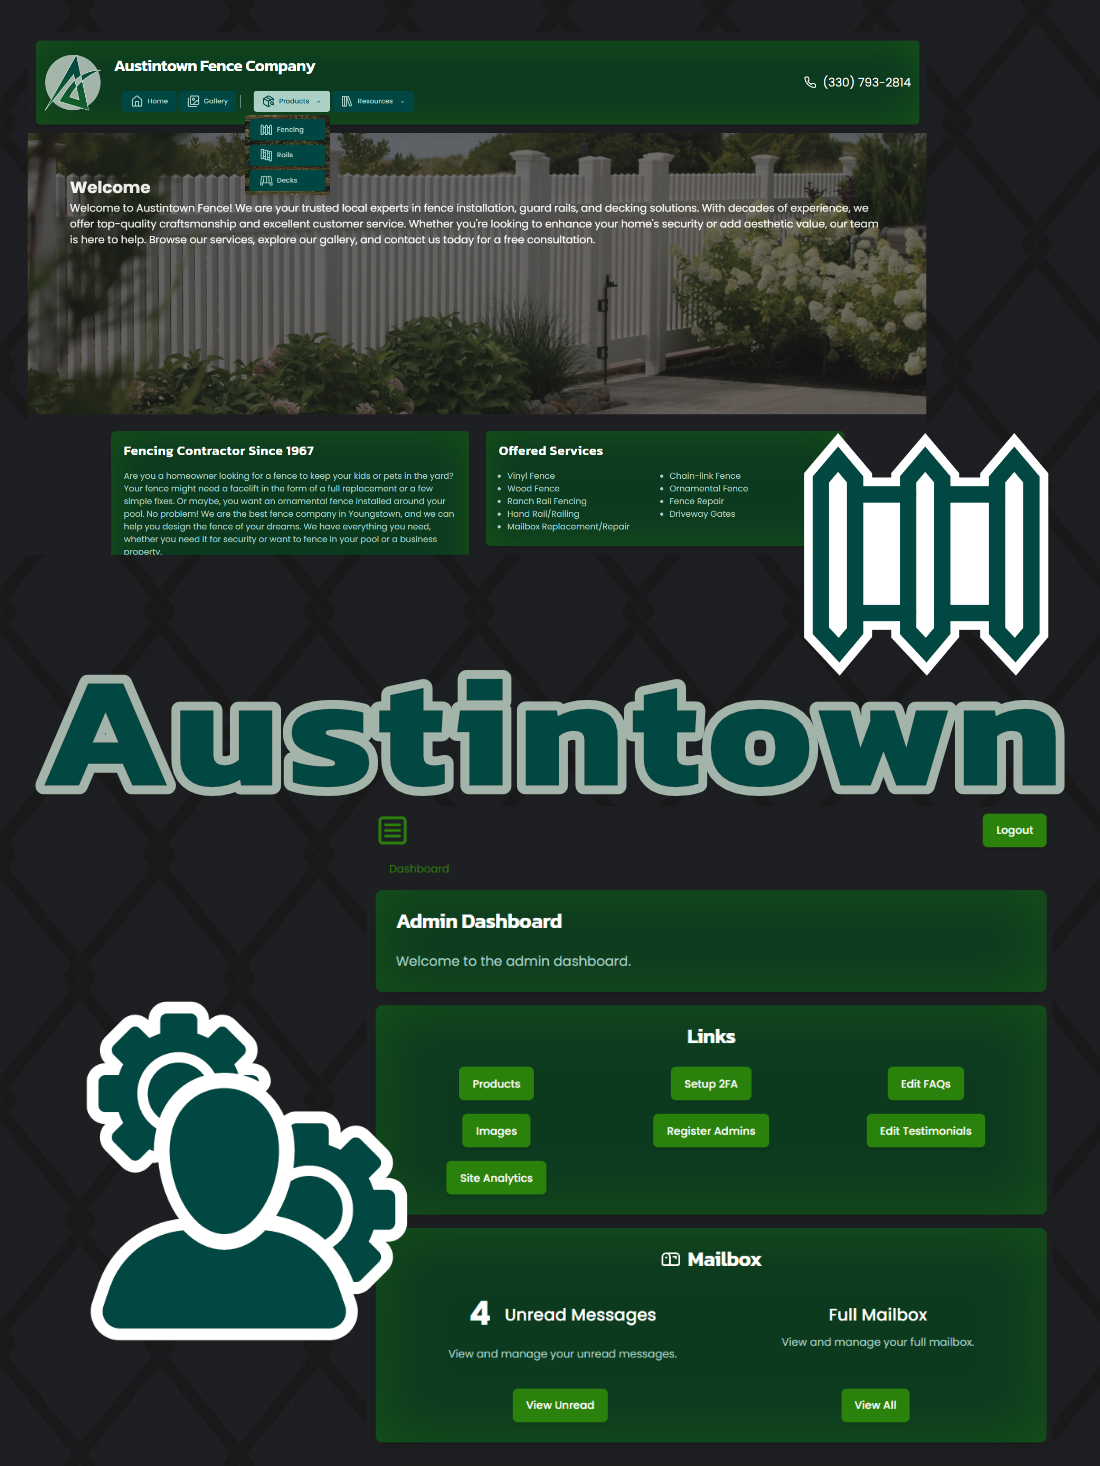 Austintown Fence Company
(330) 793-2814
Home
Gallery
Products
Resources
Fencing
Rails
Decks
Welcome
Welcome to Austintown Fence! We are your trusted local experts in fence installation, guard rails, and decking solutions. With decades of experience, we
offer top-quality craftsmanship and excellent customer service. Whether you're looking to enhance your home's security or add aesthetic value, our team
is here to help. Browse our services, explore our gallery, and contact us today for a free consultation.
Fencing Contractor Since 1967
Are you a homeowner looking for a fence to keep your kids or pets in the yard?
Your fence might need a facelift in the form of a full replacement or a few
simple fixes. Or maybe, you want an ornamental fence installed around your
pool. No problem! We are the best fence company in Youngstown, and we can
help you design the fence of your dreams. We have everything you need,
whether you need it for security or want to fence in your pool or a business
property.
Offered Services
Vinyl Fence
Wood Fence
Ranch Rail Fencing
Hand Rail/Railing
Mailbox Replacement/Repair
Chain-link Fence
Ornamental Fence
Fence Repair
Driveway Gates
Austintown
Logout
Dashboard
Admin Dashboard
Welcome to the admin dashboard.
Links
Products
Setup 2FA
Edit FAQs
Images
Register Admins
Edit Testimonials
Site Analytics
Mailbox
4 Unread Messages
View and manage your unread messages.
View Unread
Full Mailbox
View and manage your full mailbox.
View All